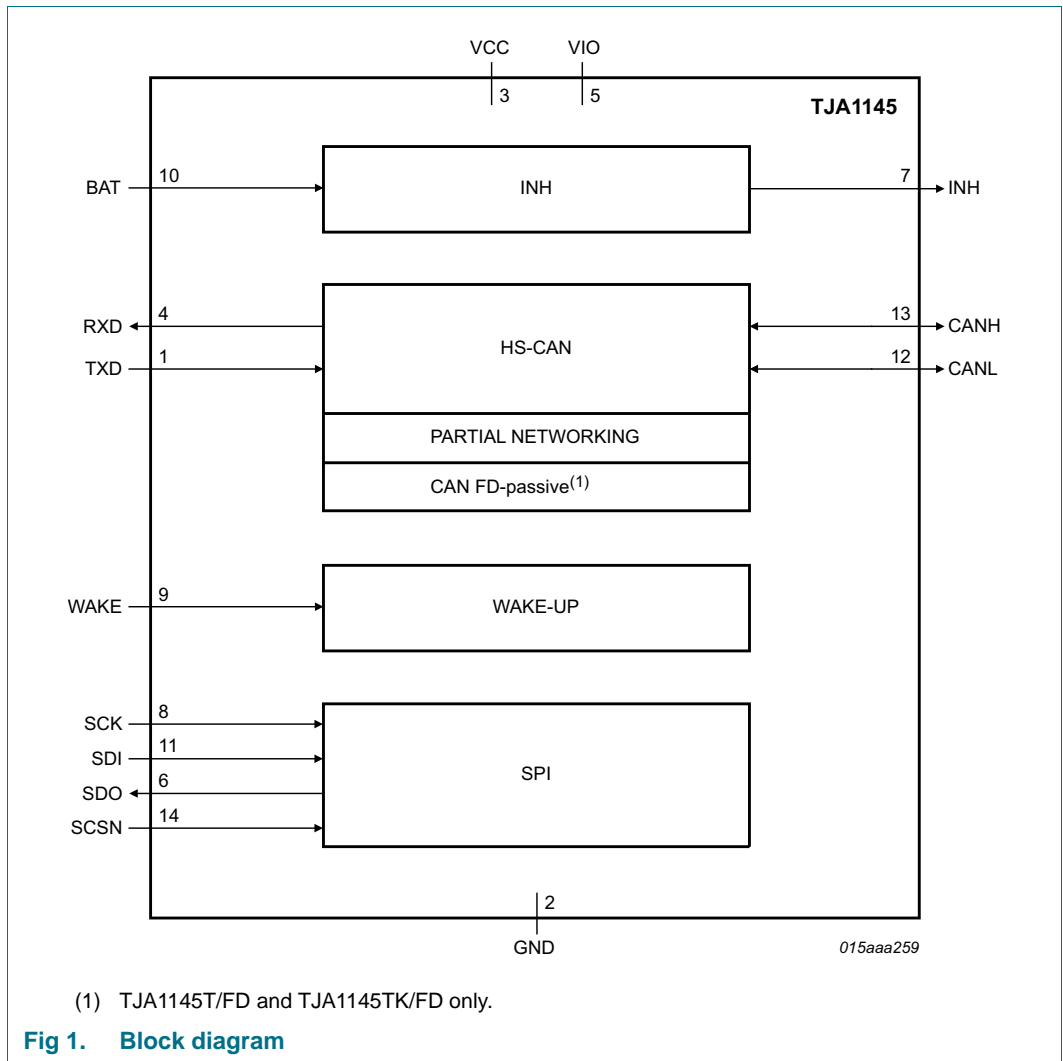 VCC VIO
3 5
TJA1145
BAT 10 INH 7 INH
RXD 4 13 CANH
HS-CAN
TXD 1 12 CANL
PARTIAL NETWORKING
CAN FD-passive(1)
WAKE 9 WAKE-UP
SCK 8
SDI 11
SPI
SDO 6
SCSN 14
2
GND
015aaa259
(1) TJA1145T/FD and TJA1145TK/FD only.
Fig 1. Block diagram